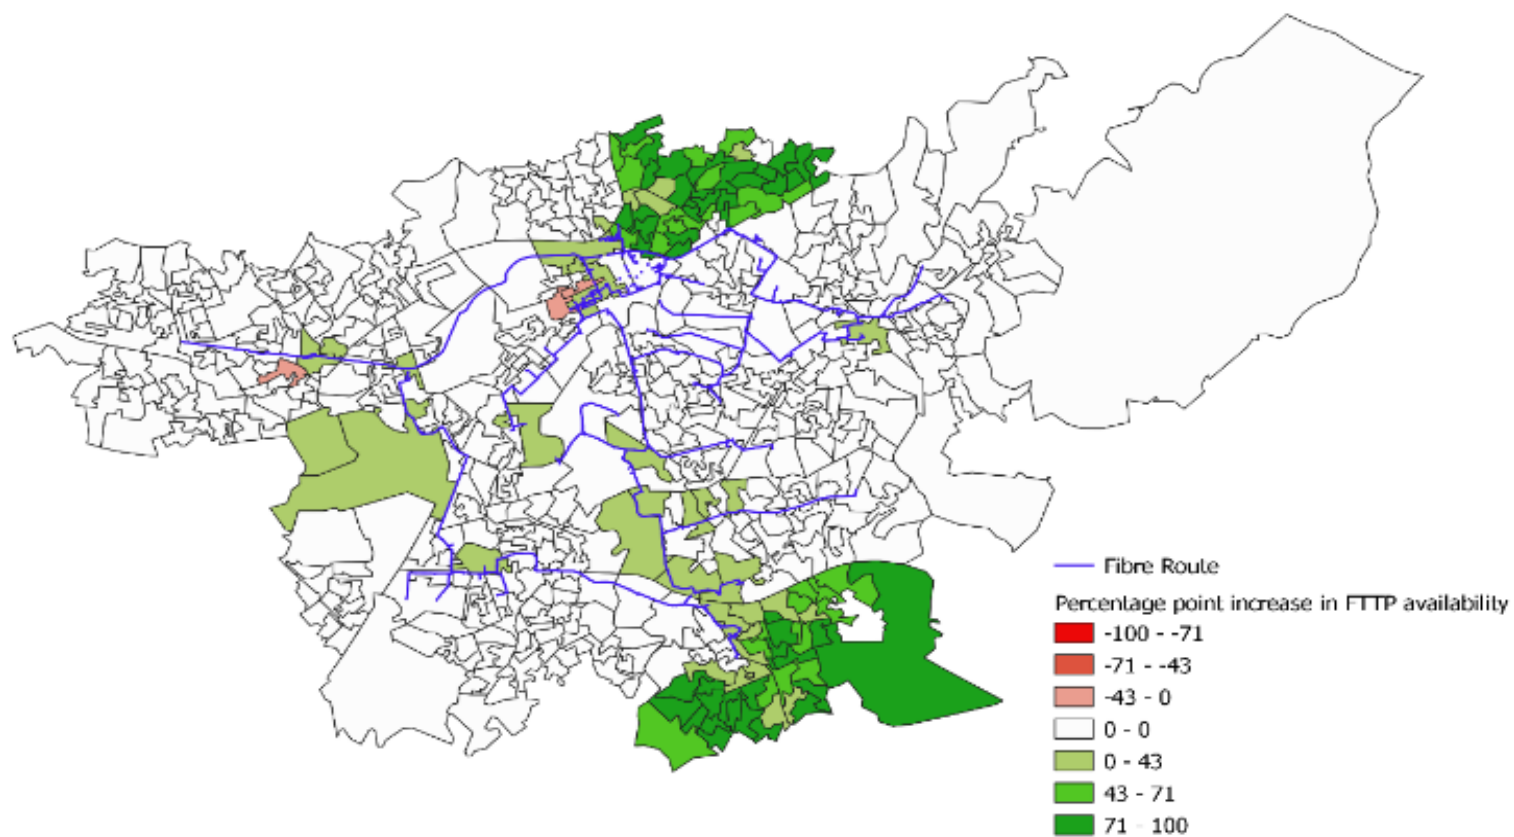 Fibre Route
Percentage point increase in FTTP availability
-100 - -71
-71 - -43
-43 - 0
0 - 0
0 - 43
43 - 71
71 - 100